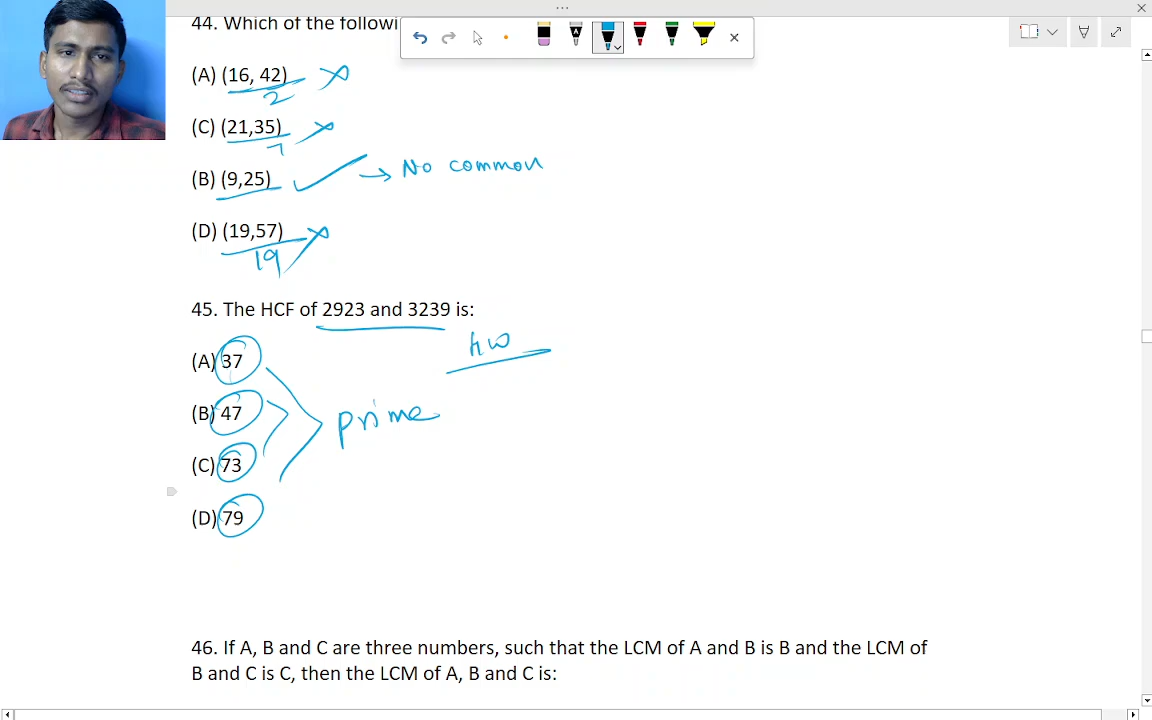 44. Which of the followi
(A) (16, 42)
2
(C) (21,35)
7
(B) (9,25) → No common
(D) (19,57)
19
45. The HCF of 2923 and 3239 is:
HW
(A) 37
(B) 47
prime
(C) 73
(D) 79
46. If A, B and C are three numbers, such that the LCM of A and B is B and the LCM of
B and C is C, then the LCM of A, B and C is: